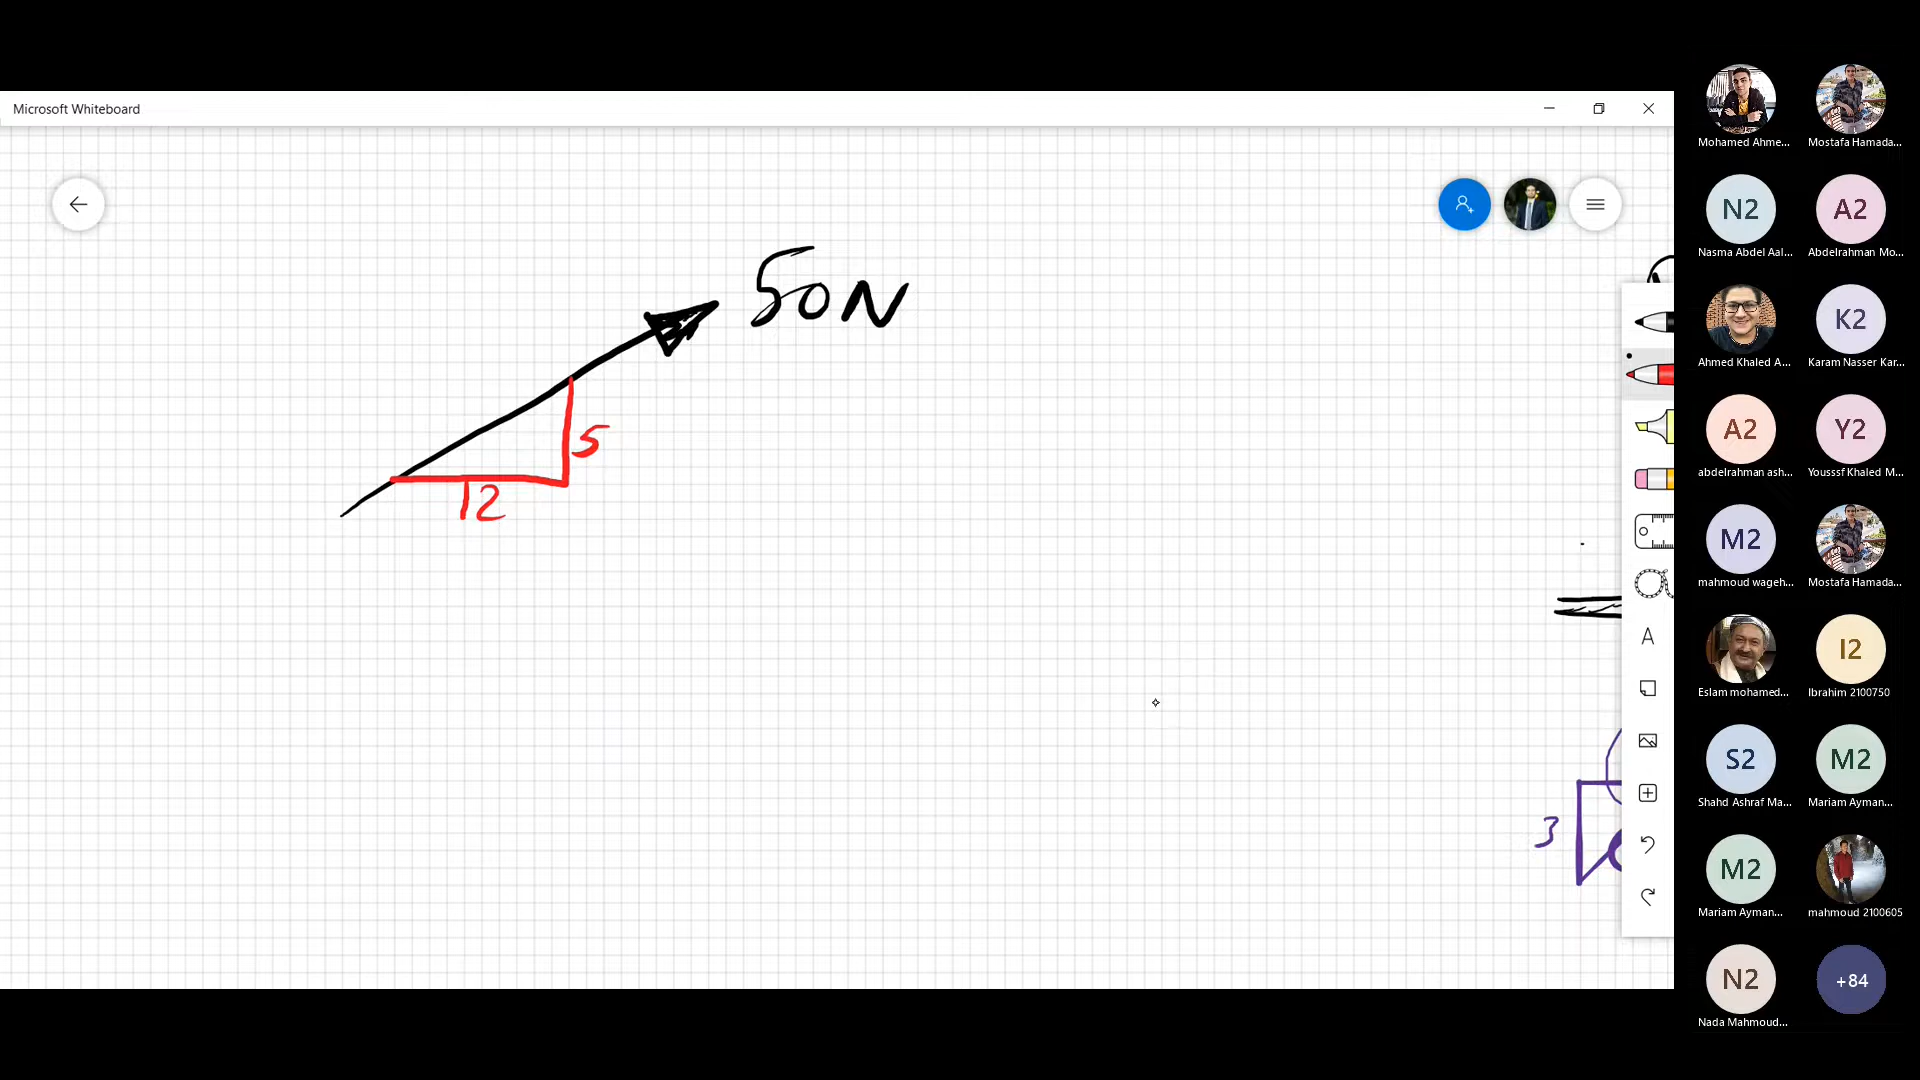 Microsoft Whiteboard
50N
5
12
3
A
Mohamed Ahme...
Mostafa Hamada...
N2
A2
Nasma Abdel Aal...
Abdelrahman Mo...
K2
Ahmed Khaled A...
Karam Nasser Kar...
A2
Y2
abdelrahman ash...
Yousssf Khaled M...
M2
mahmoud wageh...
Mostafa Hamada...
I2
Eslam mohamed...
Ibrahim 2100750
S2
M2
Shahd Ashraf Ma...
Mariam Ayman...
M2
Mariam Ayman...
mahmoud 2100605
N2
+84
Nada Mahmoud...